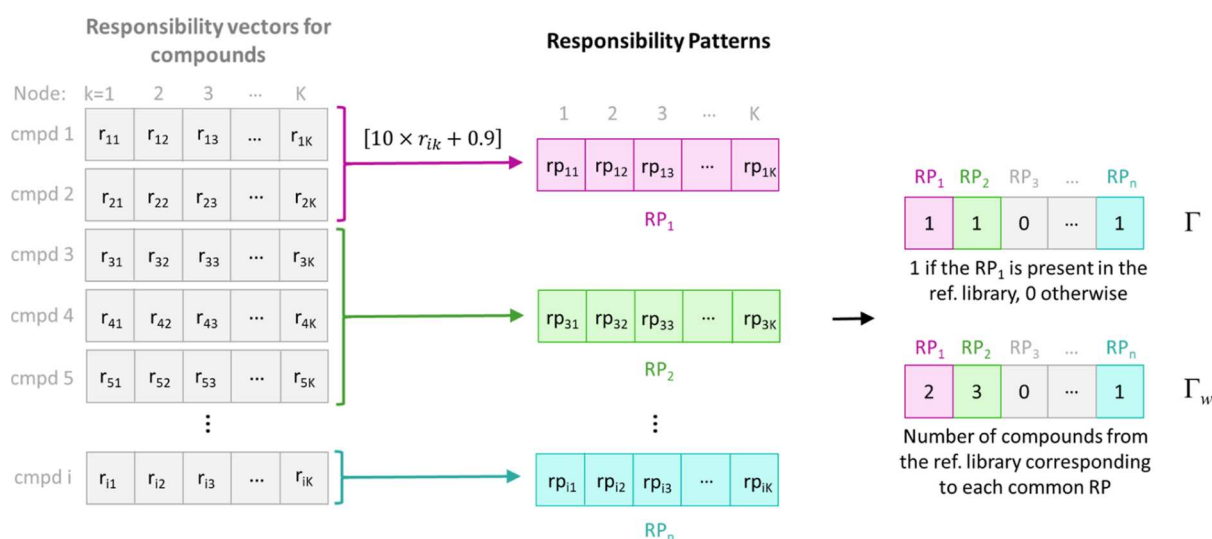 Responsibility vectors for
compounds
Node: k=1 2 3 ... K
cmpd 1 r11 r12 r13 ... r1K
cmpd 2 r21 r22 r23 ... r2K
cmpd 3 r31 r32 r33 ... r3K
cmpd 4 r41 r42 r43 ... r4K
cmpd 5 r51 r52 r53 ... r5K
⋮
cmpd i ri1 ri2 ri3 ... riK
[10 × rik + 0.9]
Responsibility Patterns
1 2 3 ... K
rp11 rp12 rp13 ... rp1K
RP1
rp31 rp32 rp33 ... rp3K
RP2
⋮
rpi1 rpi2 rpi3 ... rpiK
RPn
RP1 RP2 RP3 ... RPn
1 1 0 ... 1 Γ
1 if the RP1 is present in the
ref. library, 0 otherwise
RP1 RP2 RP3 ... RPn
2 3 0 ... 1 Γw
Number of compounds from
the ref. library corresponding
to each common RP